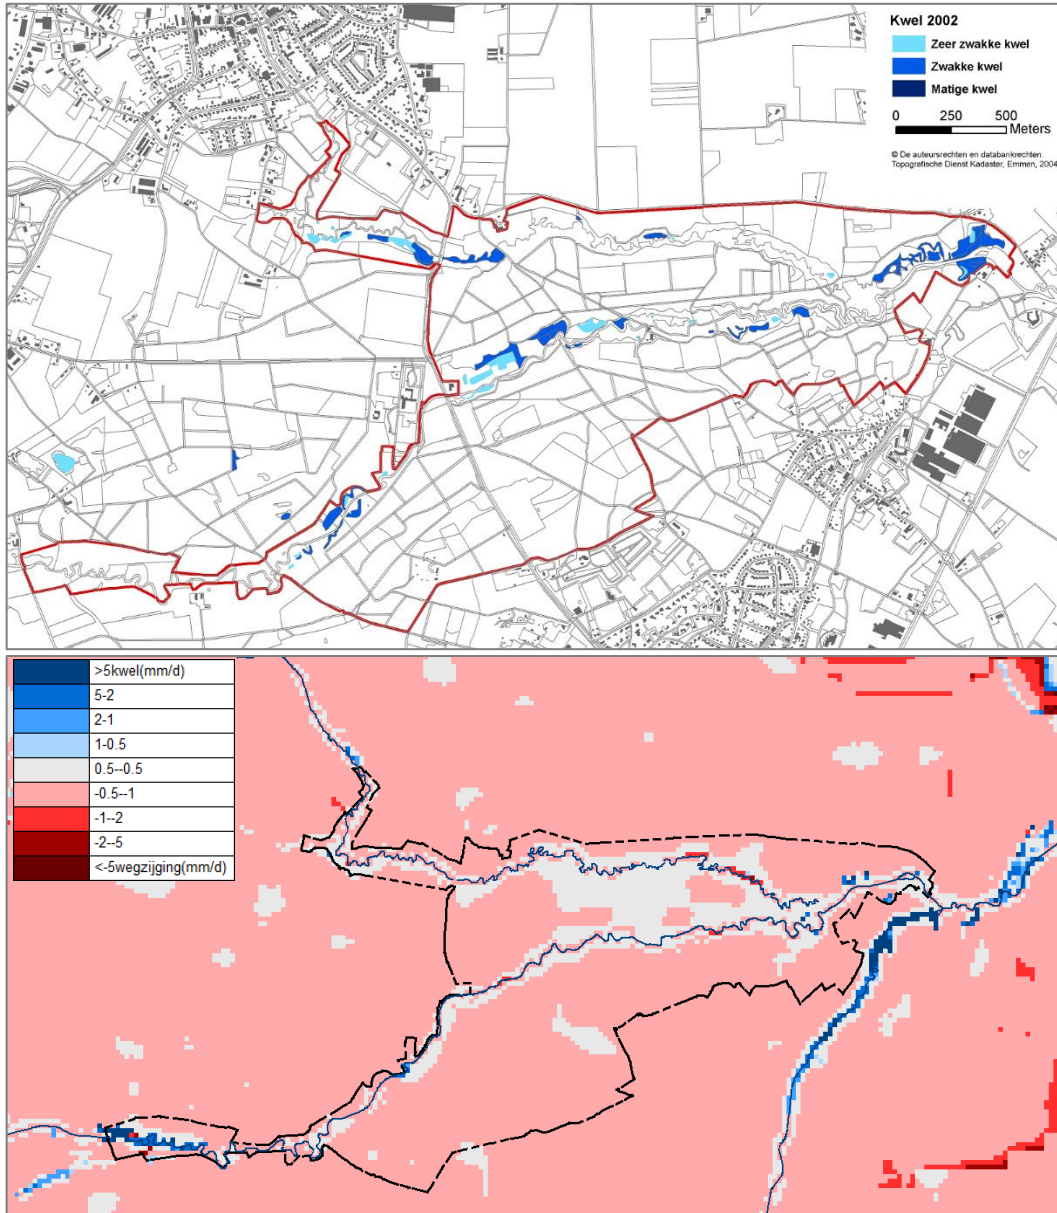 Kwel 2002
Zeer zwakke kwel
Zwakke kwel
Matige kwel
0 250 500
Meters
© De auteursrechten en databankrechten:
Topografische Dienst Kadaster, Emmen, 2004
>5kwel(mm/d)
5-2
2-1
1-0.5
0.5--0.5
-0.5--1
-1--2
-2--5
<-5wegzijging(mm/d)